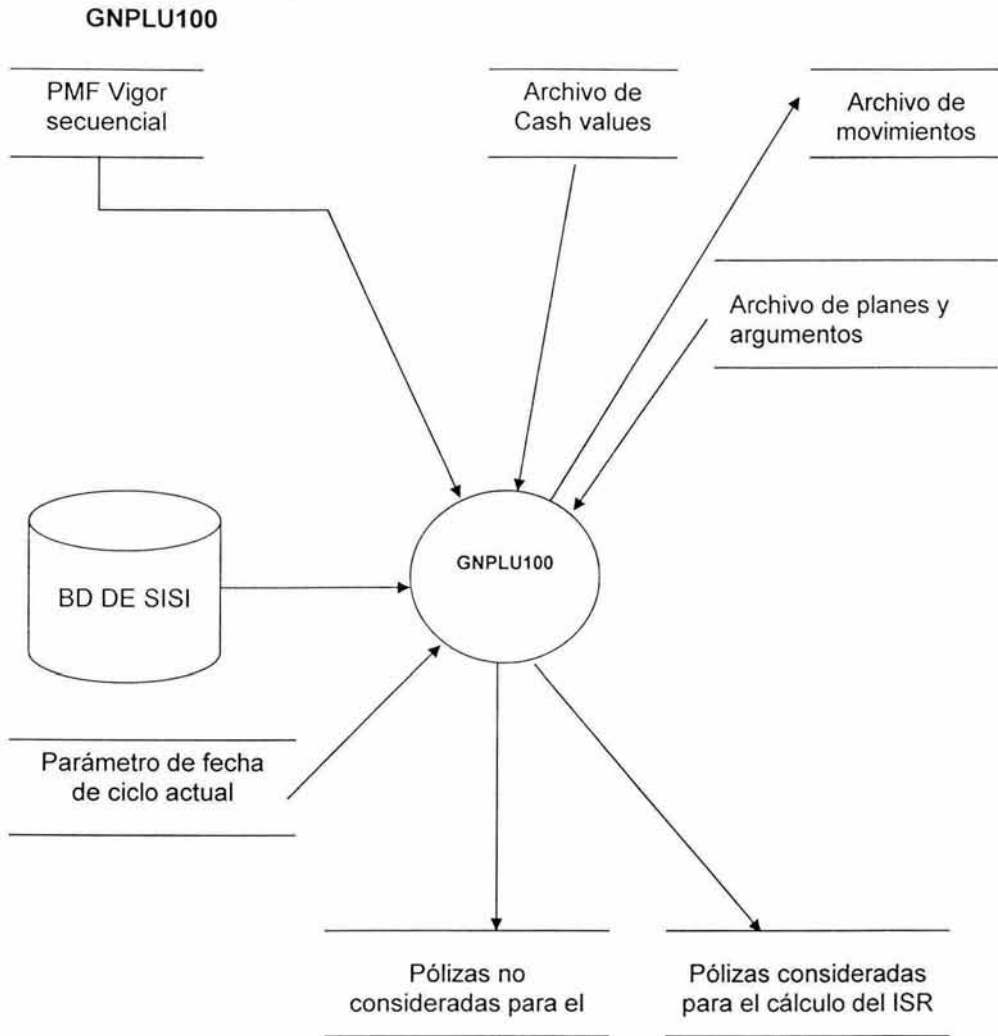 GNPLU100
PMF Vigor
secuencial
Archivo de
Cash values
Archivo de
movimientos
Archivo de planes y
argumentos
GNPLU100
BD DE SISI
Parámetro de fecha
de ciclo actual
Pólizas no
consideradas para el
Pólizas consideradas
para el cálculo del ISR